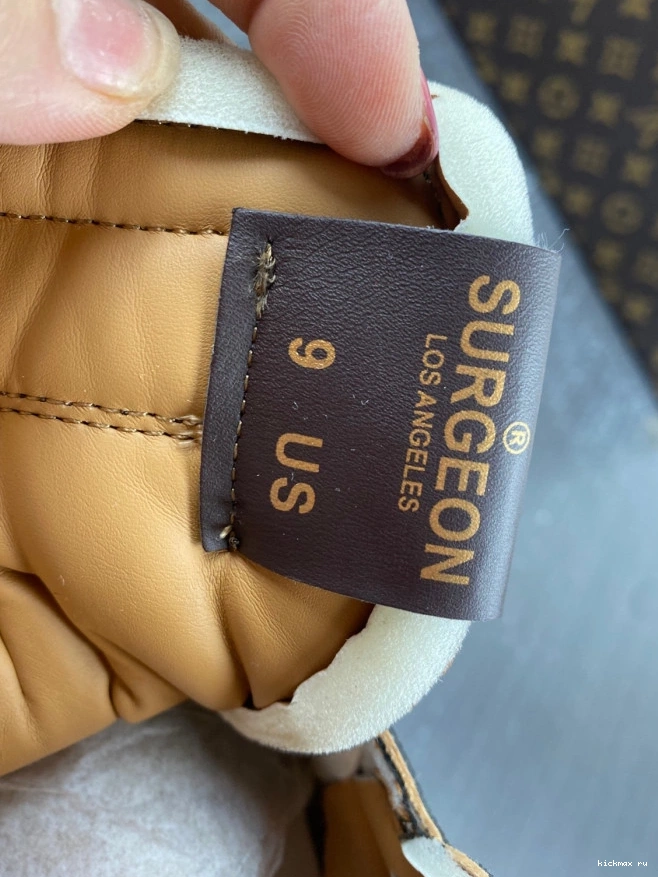 SURGEON®
LOS ANGELES
9 US
kickmax ru